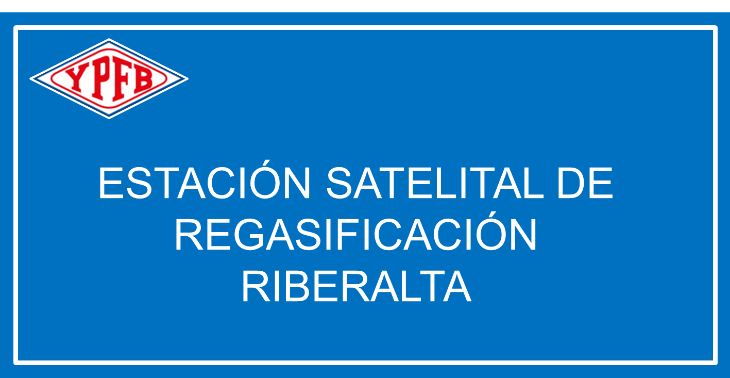 YPFB
ESTACIÓN SATELITAL DE
REGASIFICACIÓN
RIBERALTA